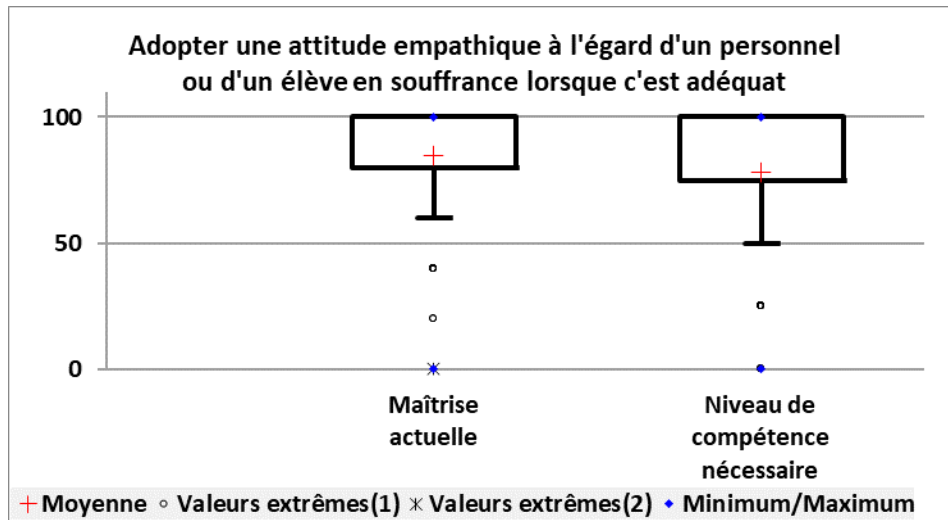 Adopter une attitude empathique à l'égard d'un personnel
ou d'un élève en souffrance lorsque c'est adéquat
100
50
0
Maîtrise
actuelle
Niveau de
compétence
nécessaire
Moyenne Valeurs extrêmes(1) Valeurs extrêmes(2) Minimum/Maximum